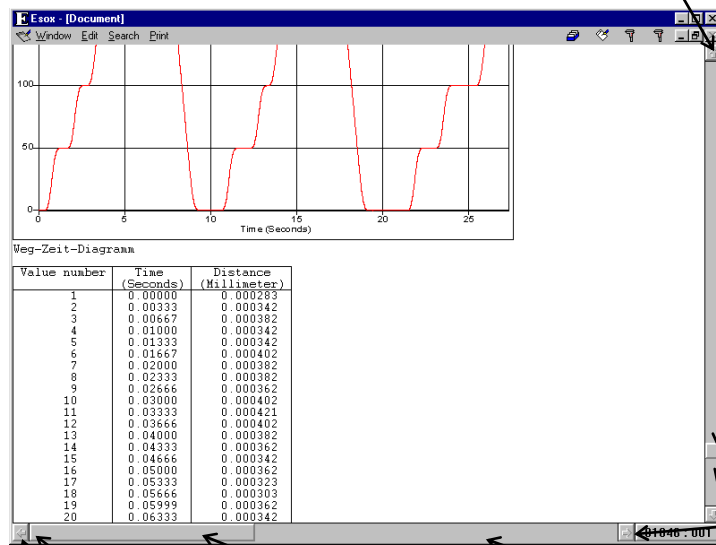 Esox - [Document]
Window Edit Search Print
100
50
0
0 5 10 15 20 25
Time (Seconds)
Weg-Zeit-Diagramm
Value number Time (Seconds) Distance (Millimeter)
1 0.00000 0.000283
2 0.00333 0.000342
3 0.00667 0.000382
4 0.01000 0.000342
5 0.01333 0.000342
6 0.01667 0.000402
7 0.02000 0.000382
8 0.02333 0.000382
9 0.02666 0.000362
10 0.03000 0.000402
11 0.03333 0.000421
12 0.03666 0.000402
13 0.04000 0.000382
14 0.04333 0.000362
15 0.04666 0.000342
16 0.05000 0.000362
17 0.05333 0.000323
18 0.05666 0.000303
19 0.05999 0.000362
20 0.06333 0.000342